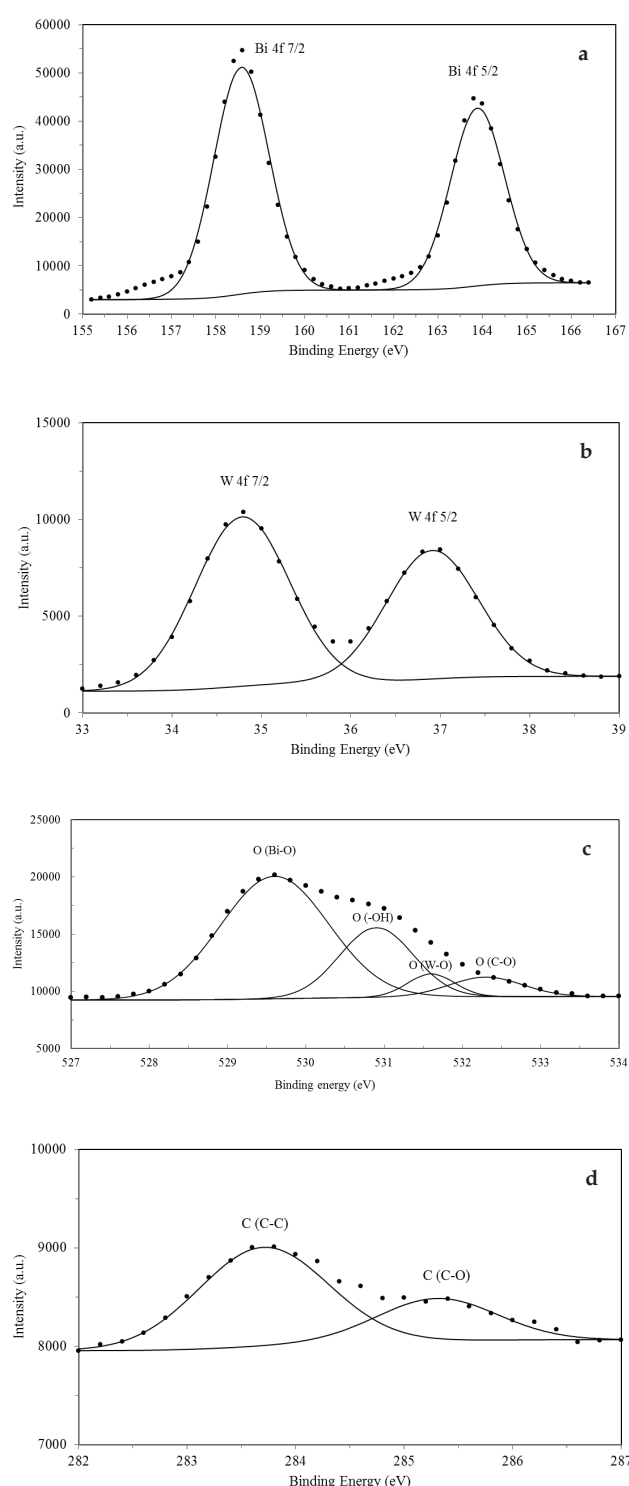 60000
a
Bi 4f 7/2
50000
Bi 4f 5/2
40000
30000
20000
10000
0
Intensity (a.u.)
155 156 157 158 159 160 161 162 163 164 165 166 167
Binding Energy (eV)
15000
b
W 4f 7/2
10000
W 4f 5/2
5000
0
Intensity (a.u.)
33 34 35 36 37 38 39
Binding Energy (eV)
25000
c
O (Bi-O)
20000
O (-OH)
15000
O (W-O)
O (C-O)
10000
5000
Intensity (a.u.)
527 528 529 530 531 532 533 534
Binding energy (eV)
10000
d
C (C-C)
9000
C (C-O)
8000
7000
Intensity (a.u.)
282 283 284 285 286 287
Binding Energy (eV)